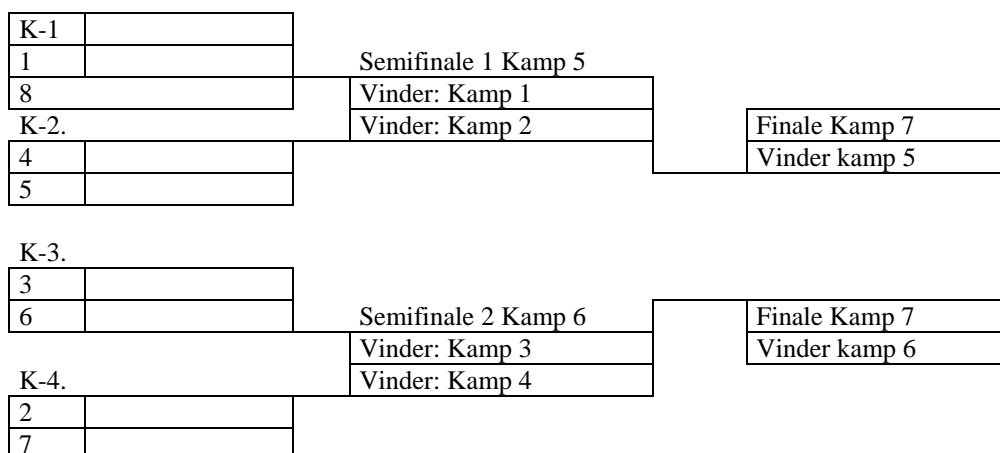 K-1
1
Semifinale 1 Kamp 5
8
Vinder: Kamp 1
K-2.
Vinder: Kamp 2
Finale Kamp 7
4
Vinder kamp 5
5
K-3.
3
6
Semifinale 2 Kamp 6
Finale Kamp 7
Vinder: Kamp 3
Vinder kamp 6
K-4.
Vinder: Kamp 4
2
7